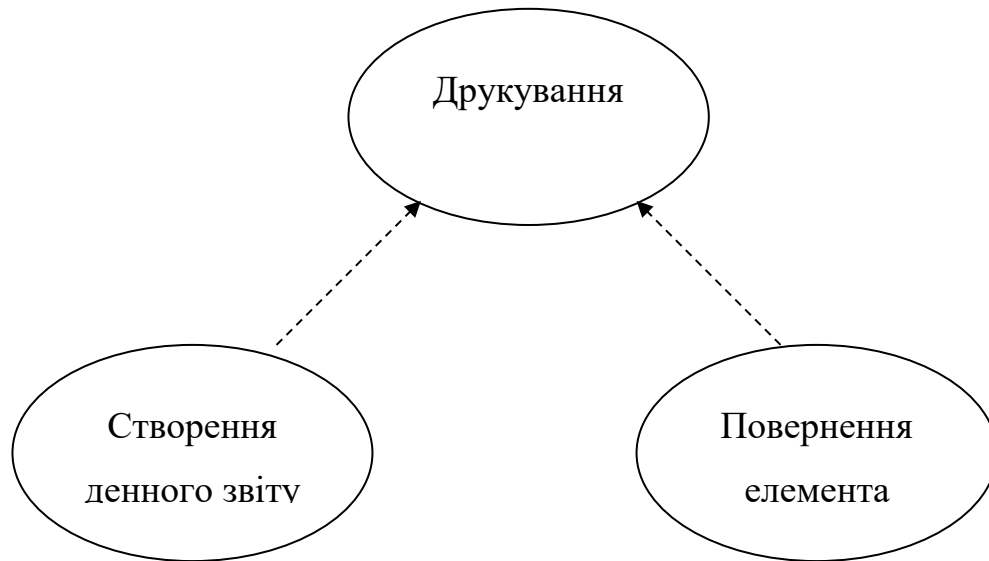 Друкування
Створення
денного звіту
Повернення
елемента